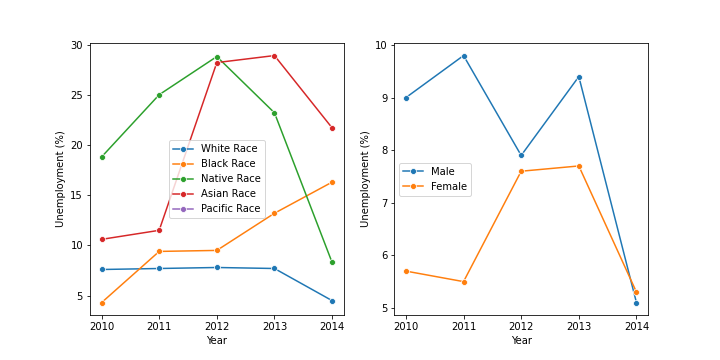 30
25
20
15
10
5
Unemployment (%)
2010 2011 2012 2013 2014
Year
White Race
Black Race
Native Race
Asian Race
Pacific Race
10
9
8
7
6
5
Unemployment (%)
2010 2011 2012 2013 2014
Year
Male
Female